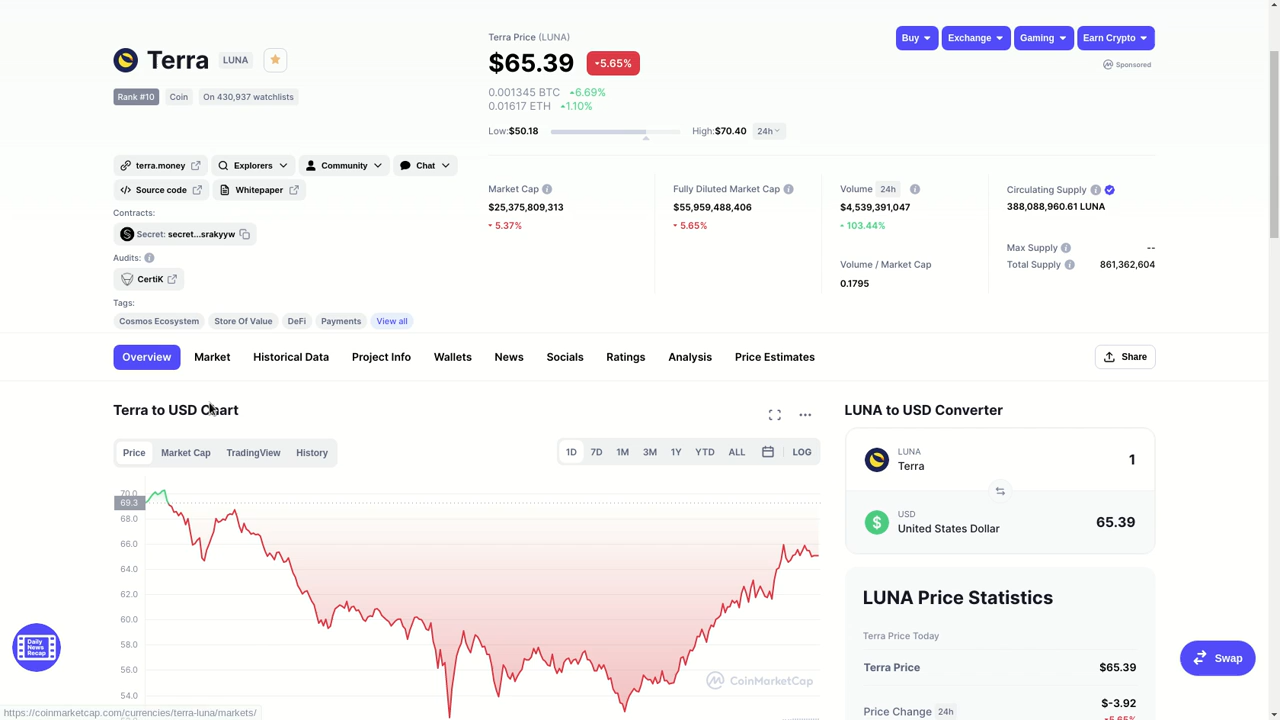 Terra
LUNA
Rank #10
Coin
On 430,937 watchlists
Terra Price (LUNA)
$65.39
5.65%
0.001345 BTC
6.69%
0.01617 ETH
1.10%
Low:$50.18
High:$70.40
24h
Buy
Exchange
Gaming
Earn Crypto
Sponsored
terra.money
Explorers
Community
Chat
Source code
Whitepaper
Contracts:
Secret: secret...srakyyw
Audits:
CertiK
Tags:
Cosmos Ecosystem
Store Of Value
DeFi
Payments
View all
Market Cap
$25,375,809,313
5.37%
Fully Diluted Market Cap
$55,959,488,406
5.65%
Volume 24h
$4,539,391,047
103.44%
Volume / Market Cap
0.1795
Circulating Supply
388,088,960.61 LUNA
Max Supply
--
Total Supply
861,362,604
Overview
Market
Historical Data
Project Info
Wallets
News
Socials
Ratings
Analysis
Price Estimates
Share
Terra to USD Chart
Price
Market Cap
TradingView
History
1D
7D
1M
3M
1Y
YTD
ALL
LOG
70.0
69.3
68.0
66.0
64.0
62.0
60.0
58.0
56.0
54.0
CoinMarketCap
LUNA to USD Converter
LUNA
Terra
1
USD
United States Dollar
65.39
LUNA Price Statistics
Terra Price Today
Terra Price
$65.39
Price Change 24h
$-3.92
5.65%
Daily
News
Recap
Swap
https://coinmarketcap.com/currencies/terra-luna/markets/